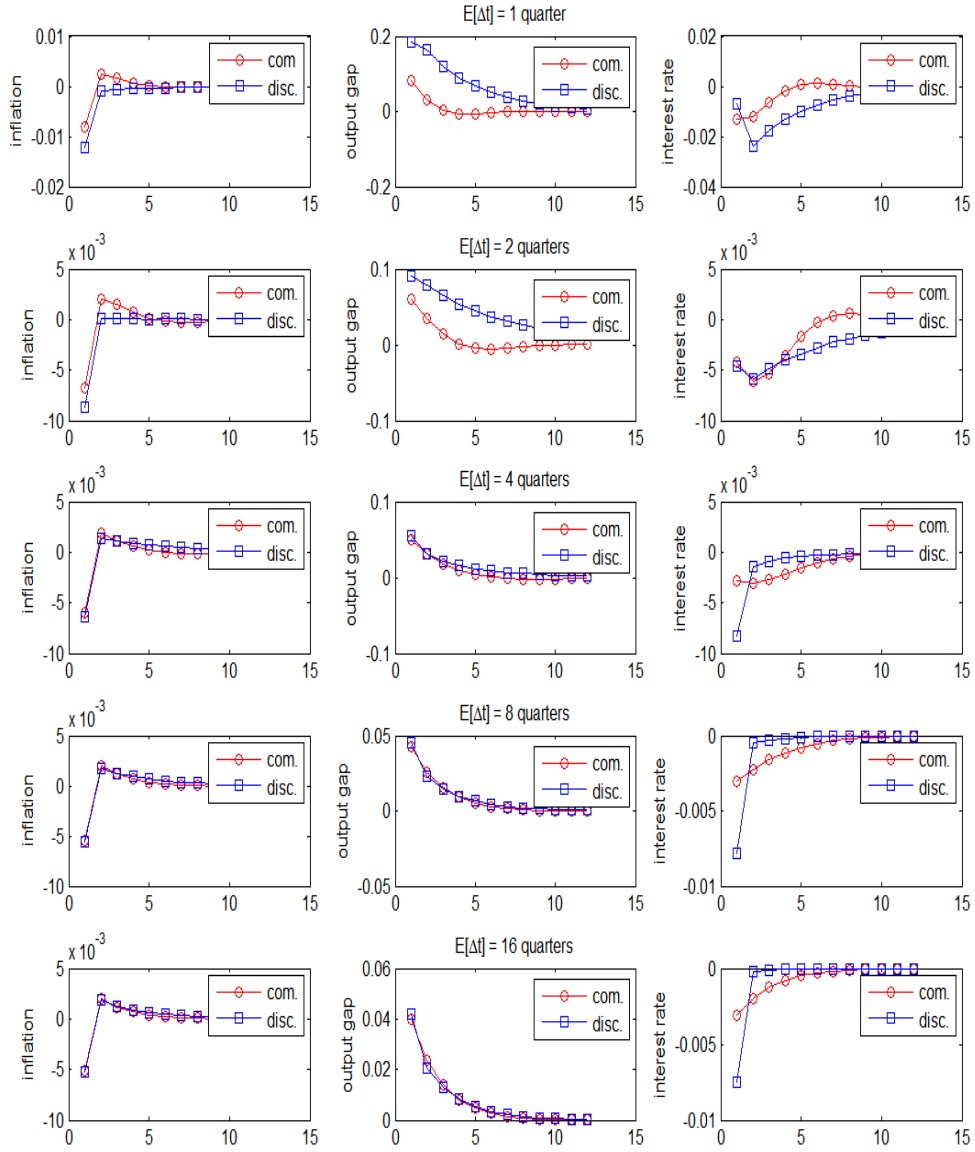 E[Δt] = 1 quarter
0.01
0
-0.01
-0.02
inflation
0 5 10 15
com
disc.
0.2
0
-0.2
output gap
0 5 10 15
com.
disc.
0.02
0
-0.02
-0.04
interest rate
0 5 10 15
com.
disc.
E[Δt] = 2 quarters
x 10⁻³
5
0
-5
-10
inflation
0 5 10 15
com.
disc.
0.1
0
-0.1
output gap
0 5 10 15
com.
disc.
x 10⁻³
5
0
-5
-10
interest rate
0 5 10 15
com.
disc.
E[Δt] = 4 quarters
x 10⁻³
5
0
-5
-10
inflation
0 5 10 15
com.
disc.
0.1
0
-0.1
output gap
0 5 10 15
com.
disc.
x 10⁻³
5
0
-5
-10
interest rate
0 5 10 15
com.
disc.
E[Δt] = 8 quarters
x 10⁻³
5
0
-5
-10
inflation
0 5 10 15
com.
disc.
0.05
0
-0.05
output gap
0 5 10 15
com.
disc.
0
-0.005
-0.01
interest rate
0 5 10 15
com.
disc.
E[Δt] = 16 quarters
x 10⁻³
5
0
-5
-10
inflation
0 5 10 15
com.
disc.
0.06
0.04
0.02
0
output gap
0 5 10 15
com.
disc.
0
-0.005
-0.01
interest rate
0 5 10 15
com.
disc.